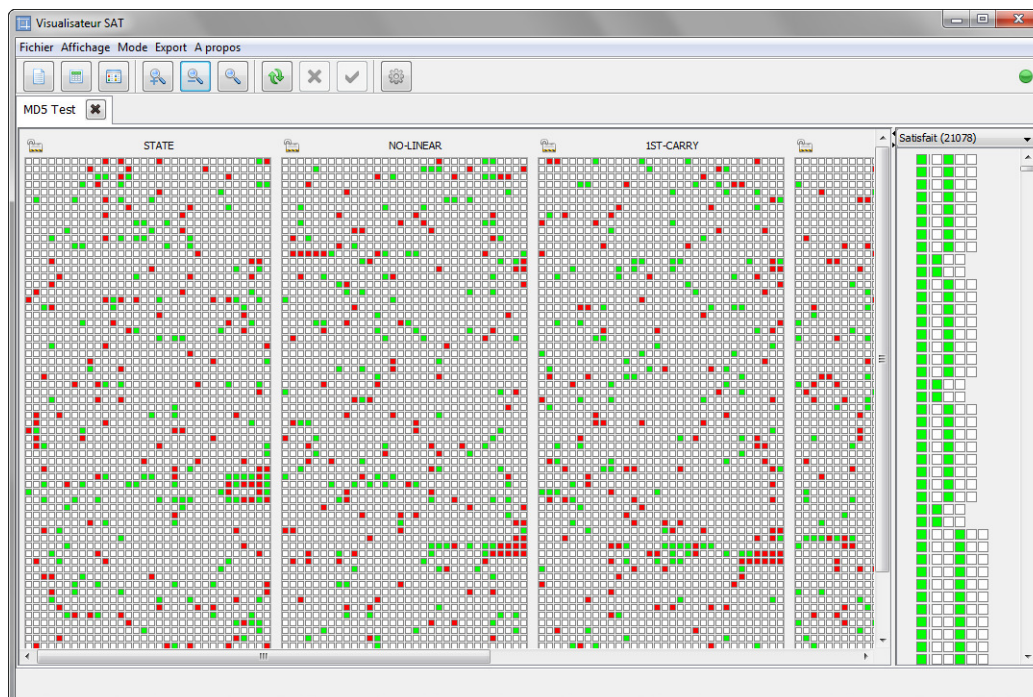 Visualisateur SAT
Fichier Affichage Mode Export A propos
MD5 Test
STATE NO-LINEAR 1ST-CARRY
Satisfait (21078)